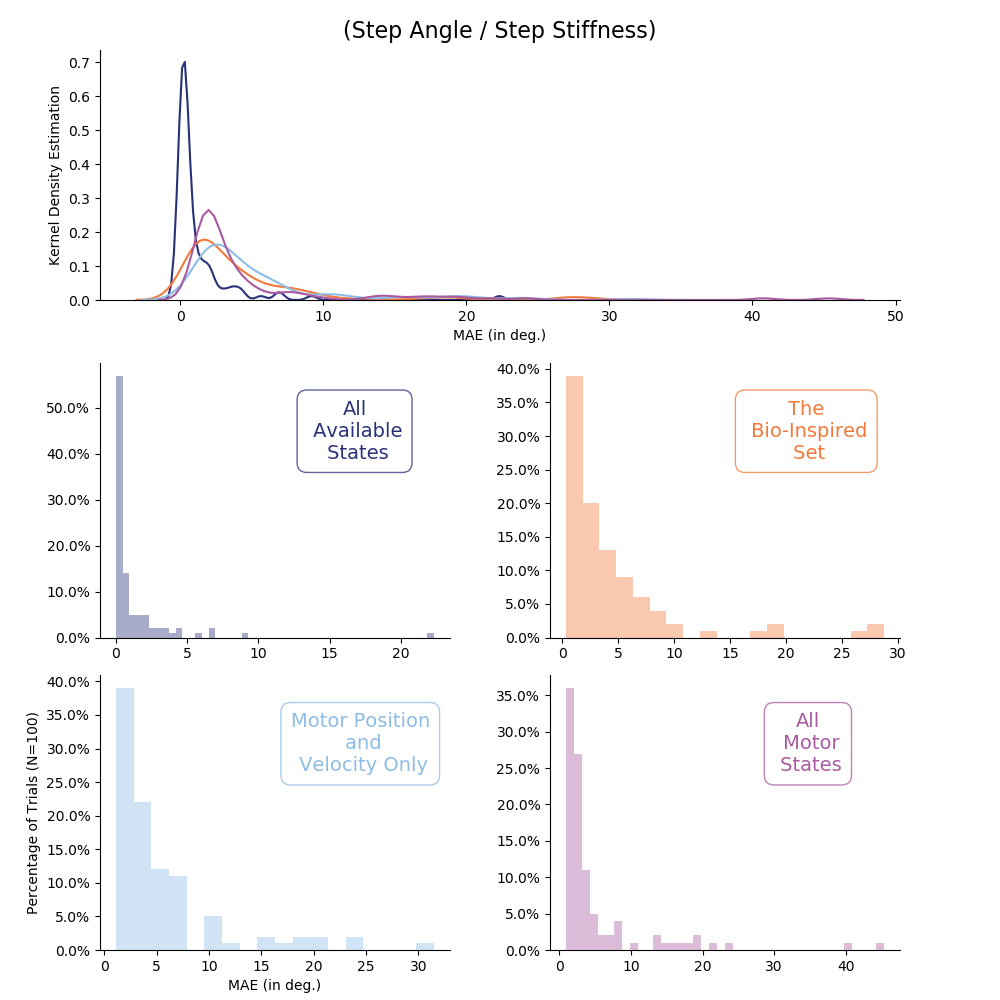 (Step Angle / Step Stiffness)
Kernel Density Estimation
0.7
0.6
0.5
0.4
0.3
0.2
0.1
0.0
0 10 20 30 40 50
MAE (in deg.)
50.0%
40.0%
30.0%
20.0%
10.0%
0.0%
0 5 10 15 20
All
Available
States
40.0%
35.0%
30.0%
25.0%
20.0%
15.0%
10.0%
5.0%
0.0%
0 5 10 15 20 25 30
The
Bio-Inspired
Set
Percentage of Trials (N=100)
40.0%
35.0%
30.0%
25.0%
20.0%
15.0%
10.0%
5.0%
0.0%
0 5 10 15 20 25 30
MAE (in deg.)
Motor Position
and
Velocity Only
35.0%
30.0%
25.0%
20.0%
15.0%
10.0%
5.0%
0.0%
0 10 20 30 40
All
Motor
States